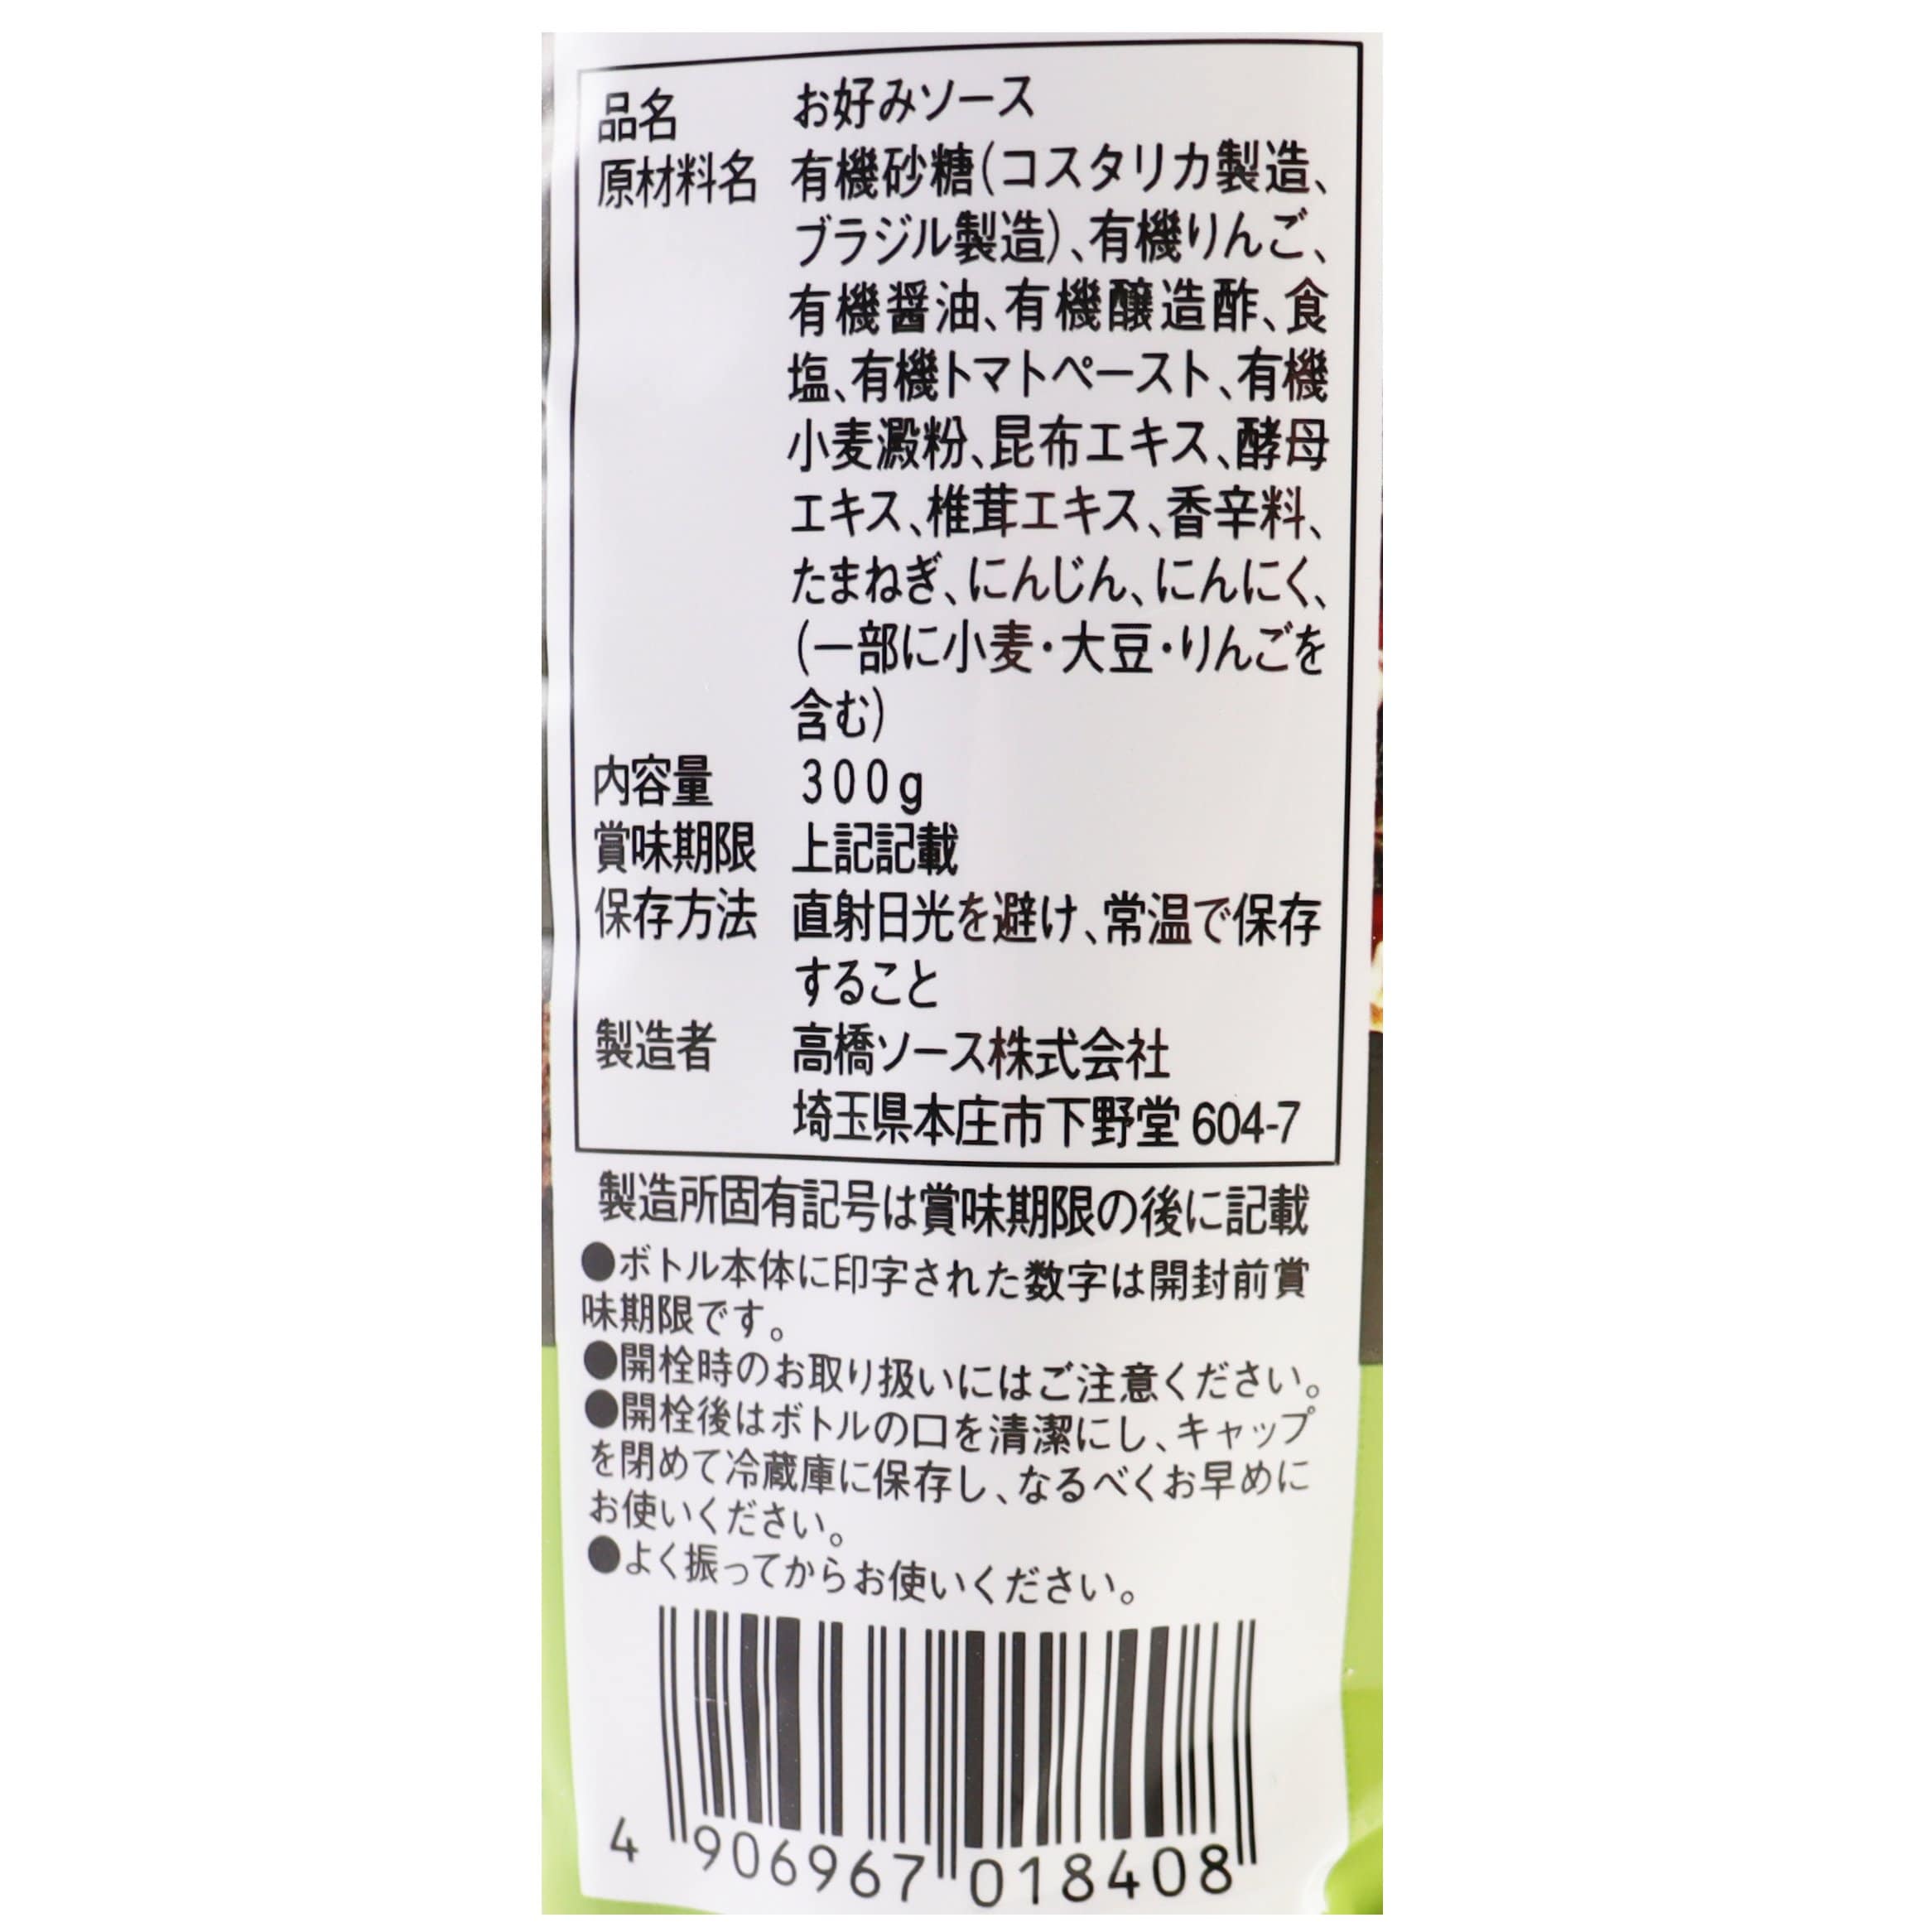 品名 お好みソース
原材料名 有機砂糖(コスタリカ製造、
ブラジル製造)、有機りんご、
有機醤油、有機醸造酢、食
塩、有機トマトペースト、有機
小麦澱粉、昆布エキス、酵母
エキス、椎茸エキス、香辛料、
たまねぎ、にんじん、にんにく、
(一部に小麦・大豆・りんごを
含む)
内容量 300g
賞味期限 上記記載
保存方法 直射日光を避け、常温で保存
すること
製造者 高橋ソース株式会社
埼玉県本庄市下野堂604-7
製造所固有記号は賞味期限の後に記載
●ボトル本体に印字された数字は開封前賞
味期限です。
●開栓時のお取り扱いにはご注意ください。
●開栓後はボトルの口を清潔にし、キャップ
を閉めて冷蔵庫に保存し、なるべくお早めに
お使いください。
●よく振ってからお使いください。
4 906967 018408